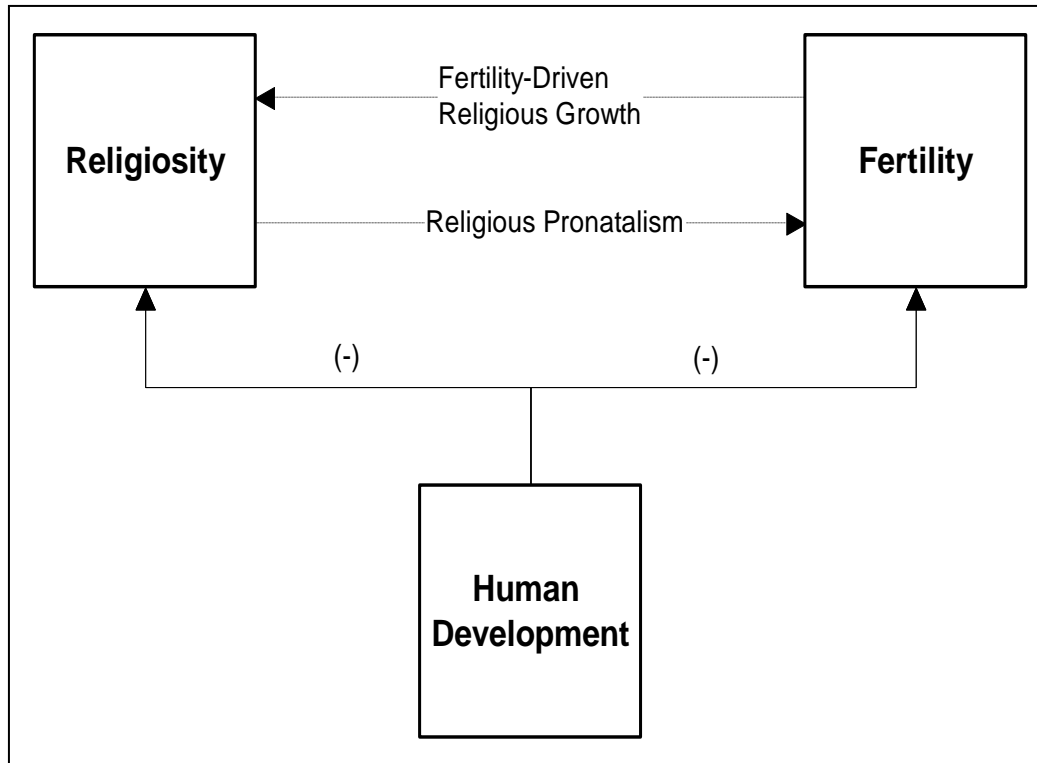 Fertility-Driven
Religious Growth
Religiosity
Fertility
Religious Pronatalism
(-)
(-)
Human
Development